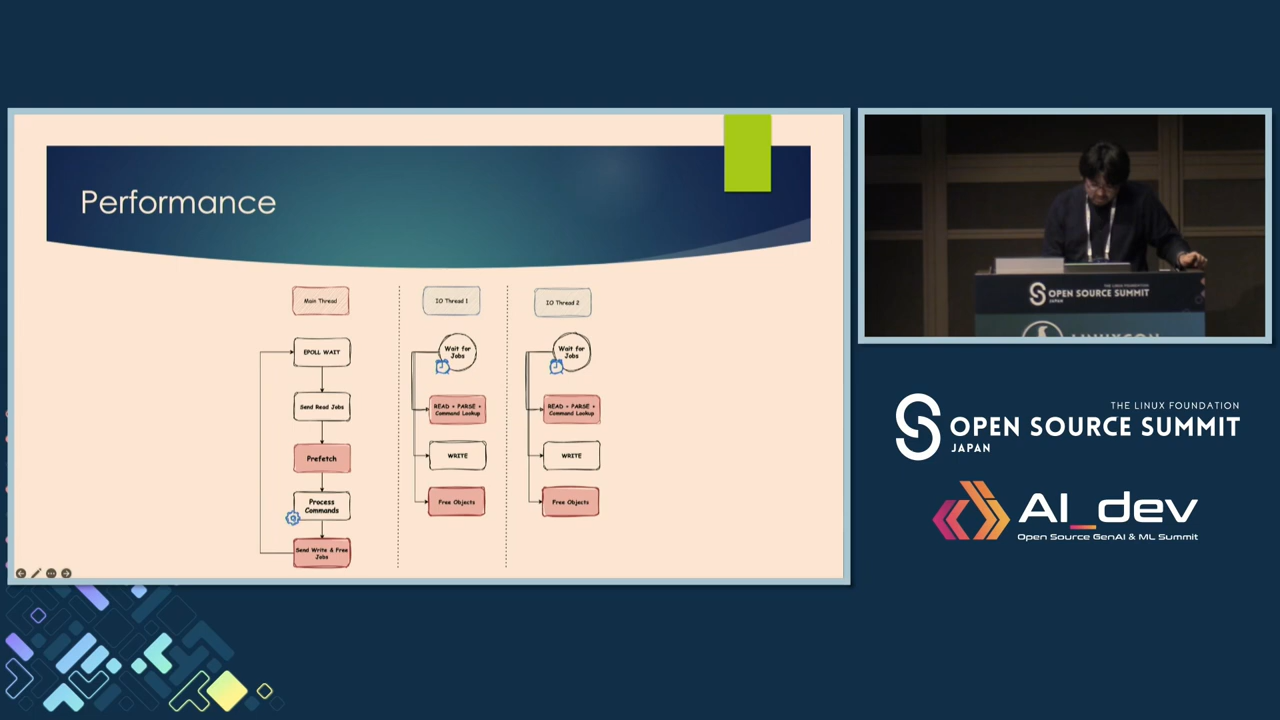 Performance
Main Thread
IO Thread 1
IO Thread 2
EPOLL WAIT
Wait for
Jobs
Wait for
Jobs
Send Read Jobs
READ + PARSE +
Command Lookup
READ + PARSE +
Command Lookup
Prefetch
WRITE
WRITE
Process
Commands
Free Objects
Free Objects
Send Write & Free
Jobs
OPEN SOURCE SUMMIT
JAPAN
LINUXCON
THE LINUX FOUNDATION
OPEN SOURCE SUMMIT
JAPAN
AI_dev
Open Source GenAI & ML Summit